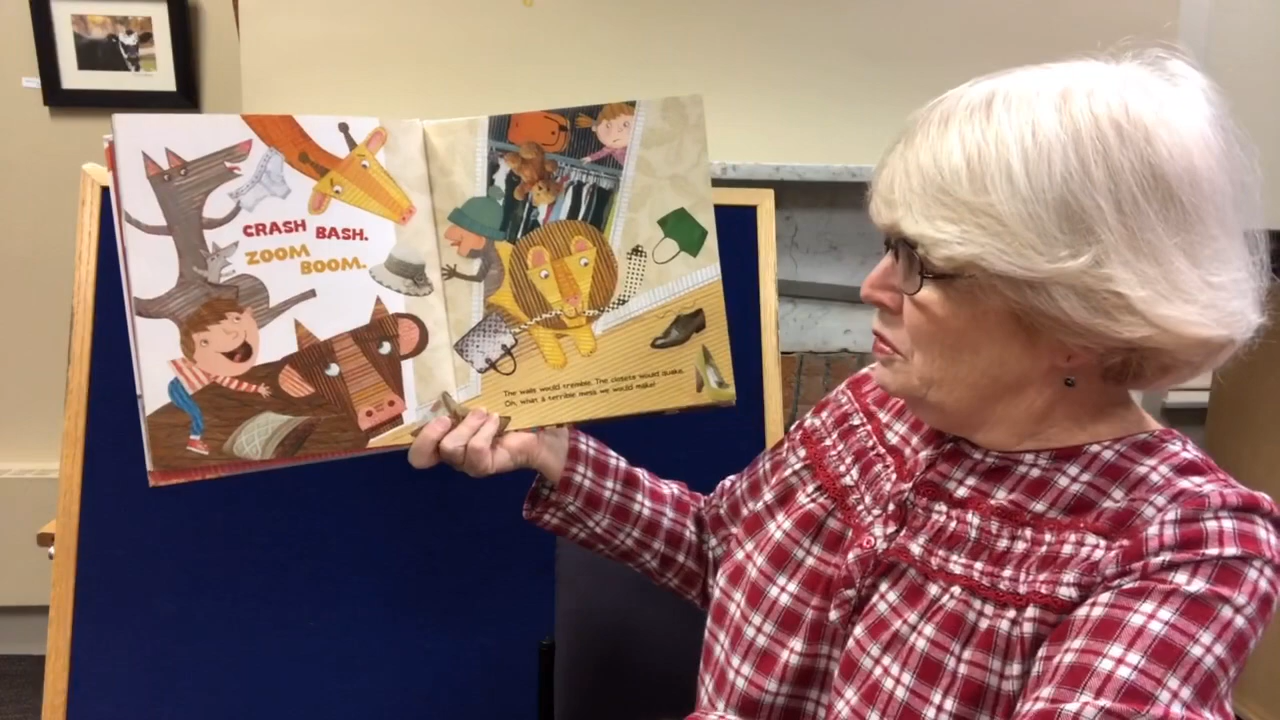 CRASH BASH.
ZOOM BOOM.
The walls would tremble. The closets would quake.
Oh, what a terrible mess we would make!